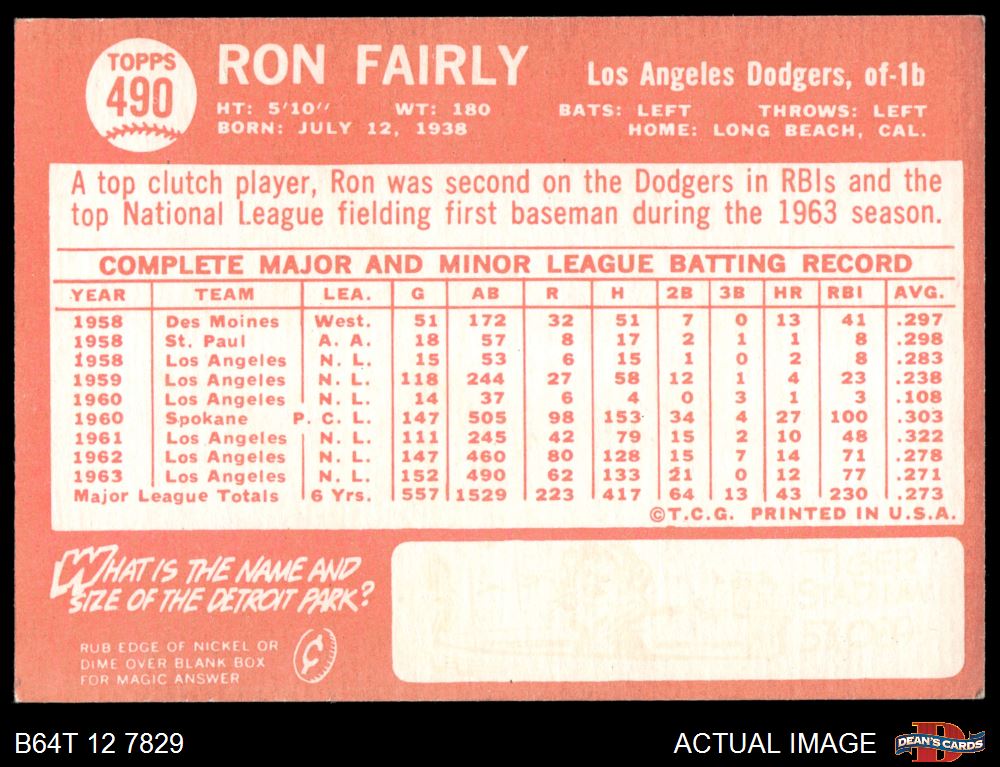 TOPPS
490
RON FAIRLY
Los Angeles Dodgers, of-1b
HT: 5'10" WT: 180 BATS: LEFT THROWS: LEFT
BORN: JULY 12, 1938 HOME: LONG BEACH, CAL.
A top clutch player, Ron was second on the Dodgers in RBIs and the
top National League fielding first baseman during the 1963 season.
COMPLETE MAJOR AND MINOR LEAGUE BATTING RECORD
YEAR TEAM LEA. G AB R H 2B 3B HR RBI AVG.
1958 Des Moines West. 51 172 32 51 7 0 13 41 .297
1958 St. Paul A. A. 18 57 8 17 2 1 1 8 .298
1958 Los Angeles N. L. 15 53 6 15 1 0 2 8 .283
1959 Los Angeles N. L. 118 244 27 58 12 1 4 23 .238
1960 Los Angeles N. L. 14 37 6 4 0 3 1 3 .108
1960 Spokane P. C. L. 147 505 98 153 34 4 27 100 .303
1961 Los Angeles N. L. 111 245 42 79 15 2 10 48 .322
1962 Los Angeles N. L. 147 460 80 128 15 7 14 71 .278
1963 Los Angeles N. L. 152 490 62 133 21 0 12 77 .271
Major League Totals 6 Yrs. 557 1529 223 417 64 13 43 230 .273
©T.C.G. PRINTED IN U.S.A.
WHAT IS THE NAME AND
SIZE OF THE DETROIT PARK?
RUB EDGE OF NICKEL OR
DIME OVER BLANK BOX
FOR MAGIC ANSWER
B64T 12 7829
ACTUAL IMAGE
DEAN'S CARDS